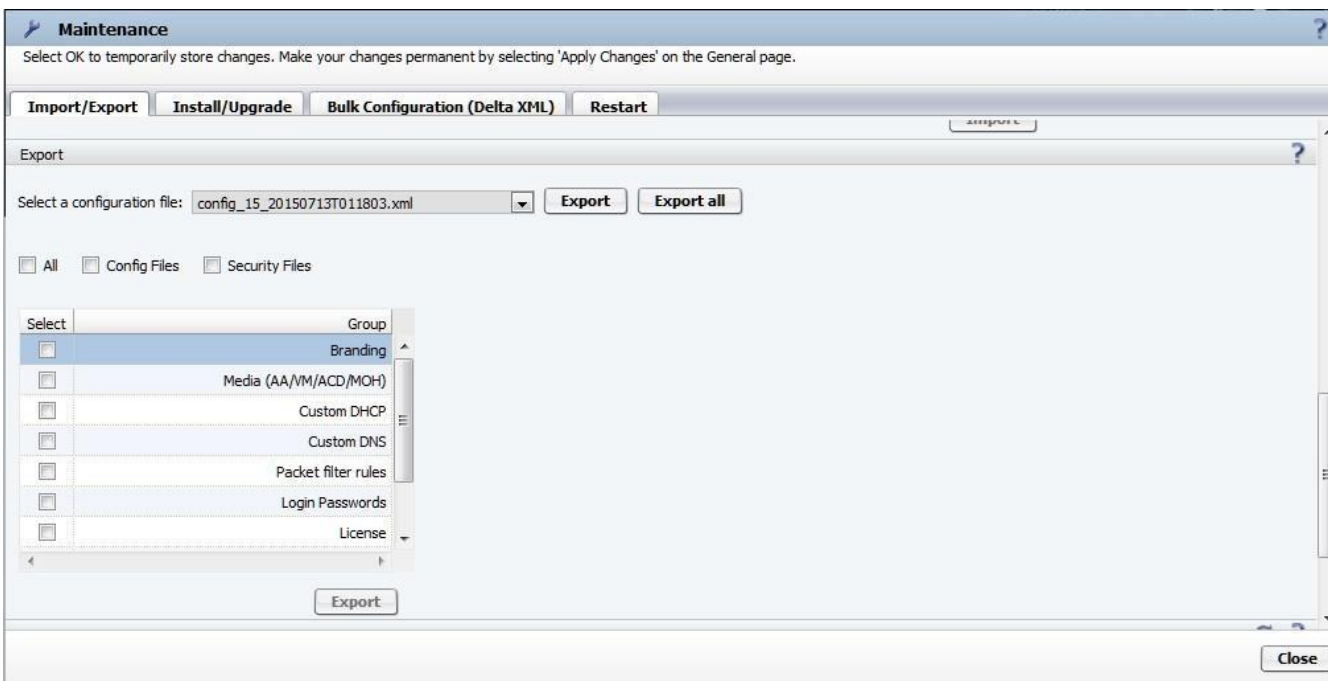 Maintenance
?
Select OK to temporarily store changes. Make your changes permanent by selecting 'Apply Changes' on the General page.
Import/Export Install/Upgrade Bulk Configuration (Delta XML) Restart
Import
Export ?
Select a configuration file: config_15_20150713T011803.xml Export Export all
All Config Files Security Files
Select Group
Branding
Media (AA/VM/ACD/MOH)
Custom DHCP
Custom DNS
Packet filter rules
Login Passwords
License
Export
Close